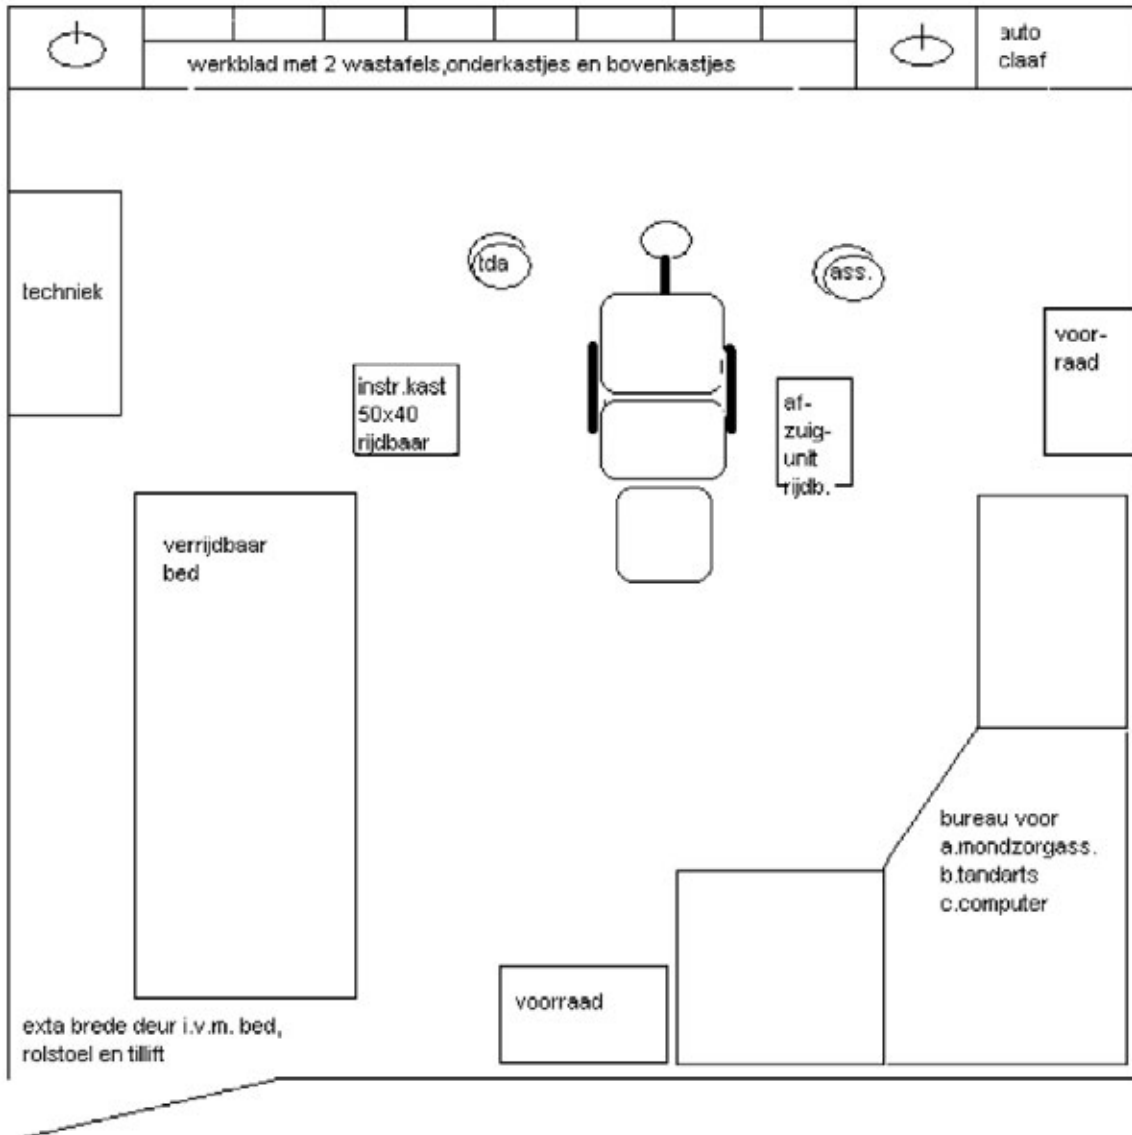 auto
claaf
werkblad met 2 wastafels,onderkastjes en bovenkastjes
tda
ass.
techniek
voor-
raad
instr.kast
50x40
rijdbaar
af-
zuig-
unit
rijdb.
verrijdbaar
bed
bureau voor
a.mondzorgass.
b.tandarts
c.computer
voorraad
exta brede deur i.v.m. bed,
rolstoel en tillift